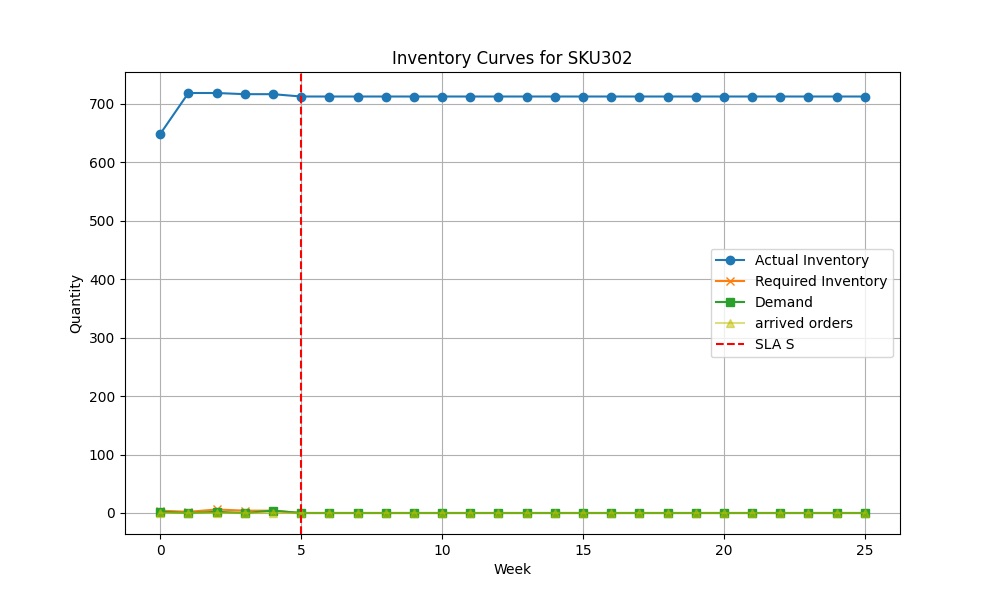 Inventory Curves for SKU302
Quantity
700
600
500
400
300
200
100
0
Actual Inventory
Required Inventory
Demand
arrived orders
SLA S
0 5 10 15 20 25
Week